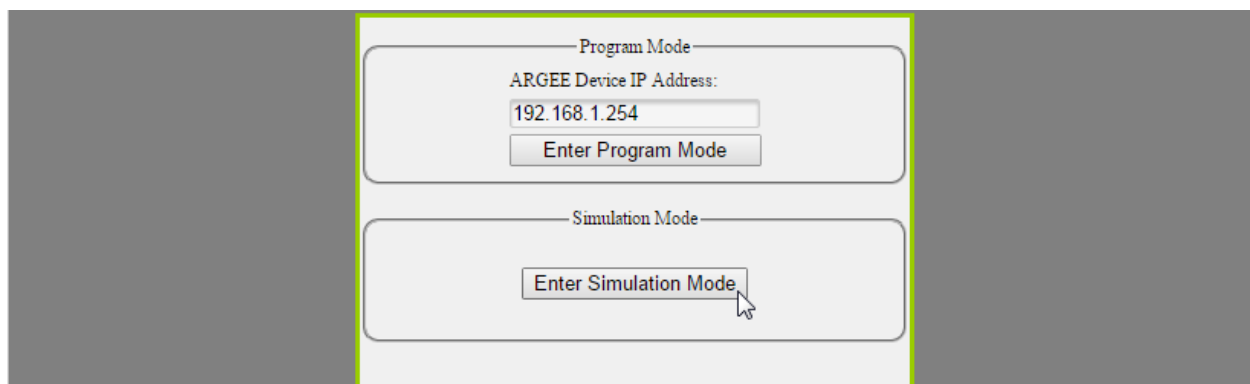 Program Mode
ARGEE Device IP Address:
192.168.1.254
Enter Program Mode
Simulation Mode
Enter Simulation Mode